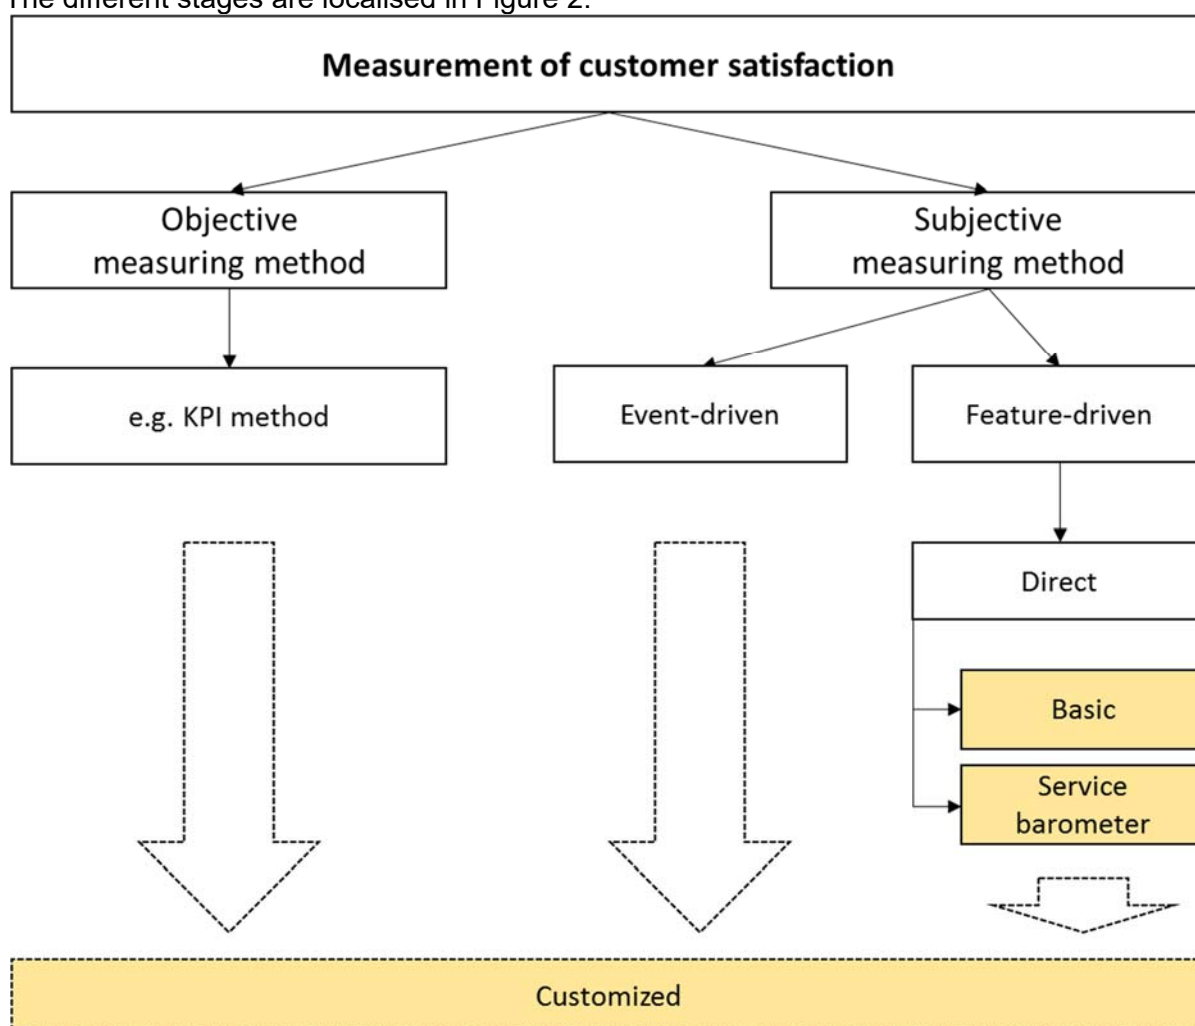 The different stages are localised in Figure 2.
Measurement of customer satisfaction
Objective
measuring method
Subjective
measuring method
e.g. KPI method
Event-driven
Feature-driven
Direct
Basic
Service
barometer
Customized